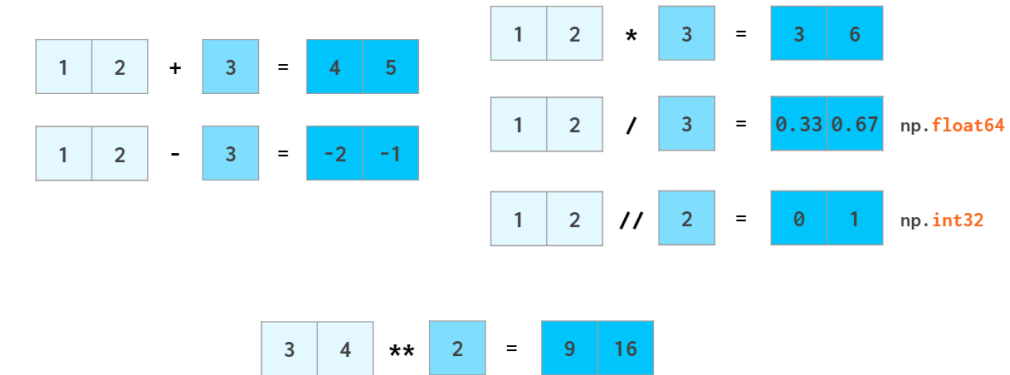 1 2 + 3 = 4 5
1 2 - 3 = -2 -1
1 2 * 3 = 3 6
1 2 / 3 = 0.33 0.67 np.float64
1 2 // 2 = 0 1 np.int32
3 4 ** 2 = 9 16